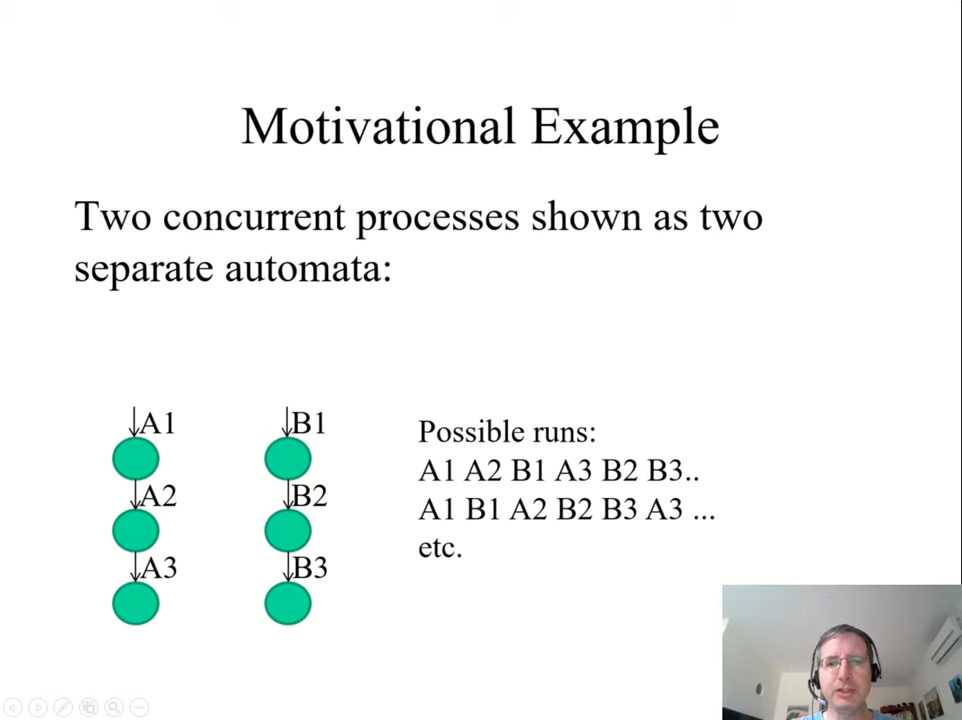 Motivational Example
Two concurrent processes shown as two
separate automata:
A1
B1
A2
B2
A3
B3
Possible runs:
A1 A2 B1 A3 B2 B3..
A1 B1 A2 B2 B3 A3 ...
etc.